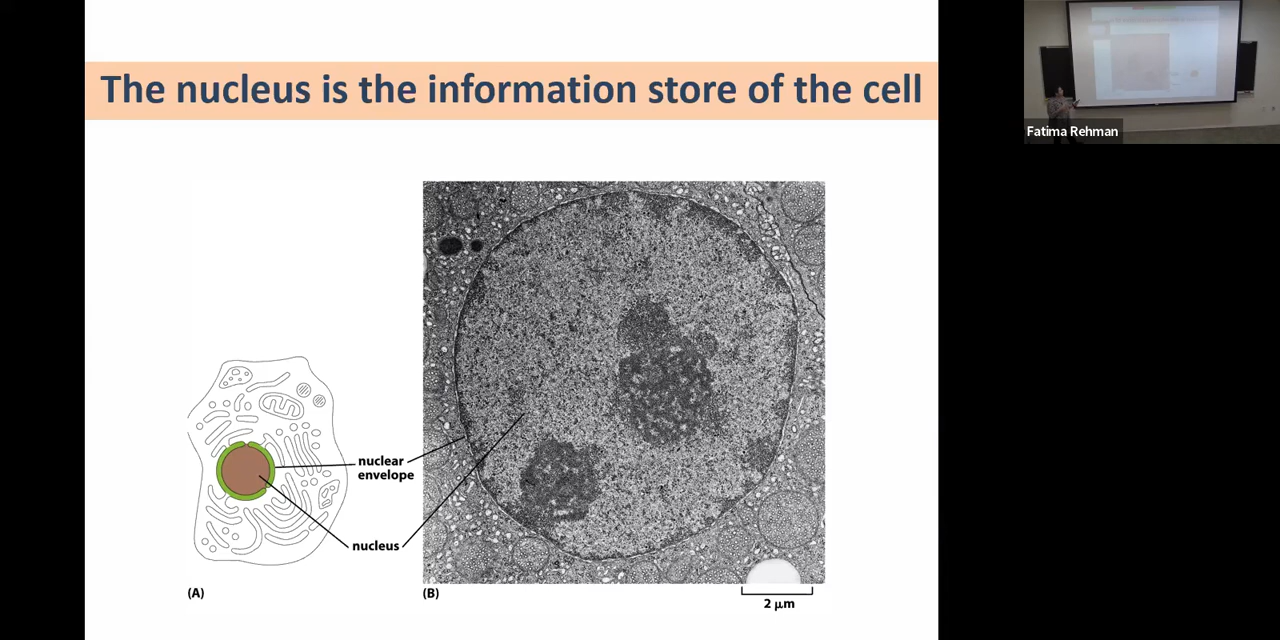 The nucleus is the information store of the cell
Fatima Rehman
nuclear
envelope
nucleus
(A)
(B)
2 μm